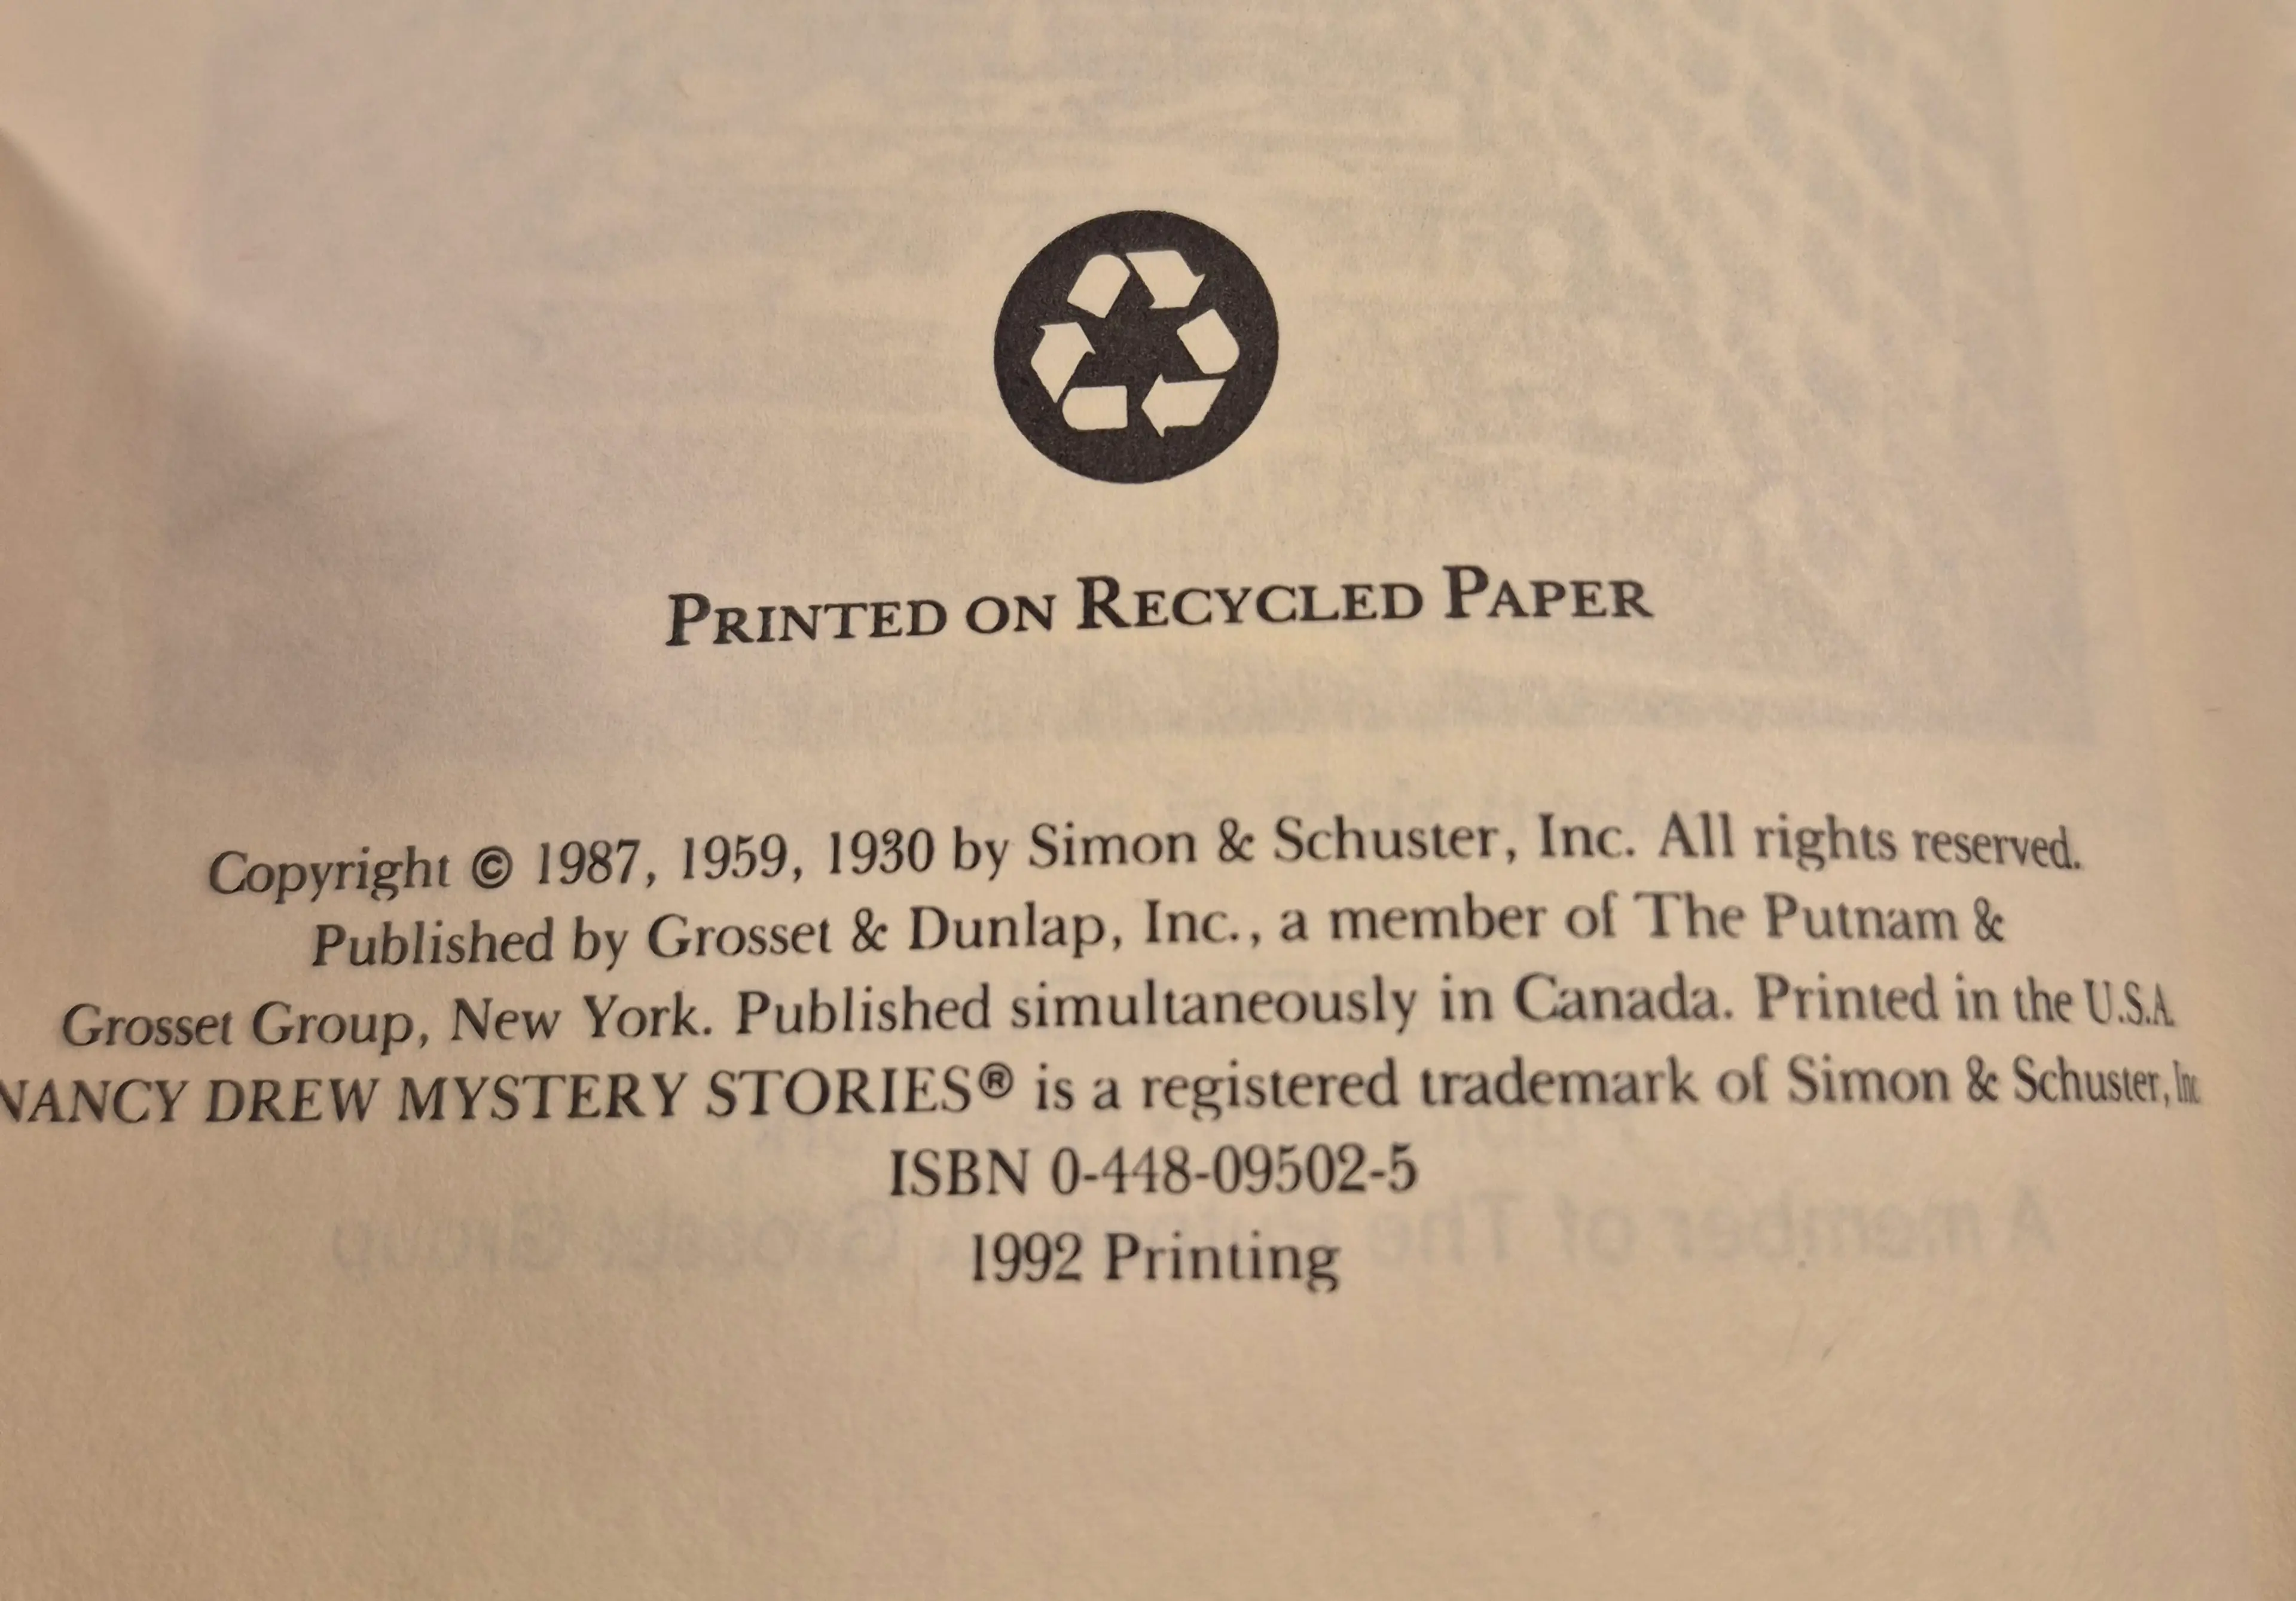 PRINTED ON RECYCLED PAPER
Copyright © 1987, 1959, 1930 by Simon & Schuster, Inc. All rights reserved.
Published by Grosset & Dunlap, Inc., a member of The Putnam &
Grosset Group, New York. Published simultaneously in Canada. Printed in the U.S.A.
NANCY DREW MYSTERY STORIES® is a registered trademark of Simon & Schuster, Inc
ISBN 0-448-09502-5
1992 Printing